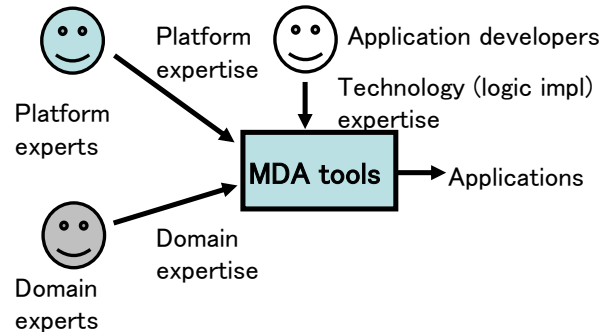 Platform
expertise
Application developers
Technology (logic impl)
expertise
Platform
experts
MDA tools
Applications
Domain
expertise
Domain
experts